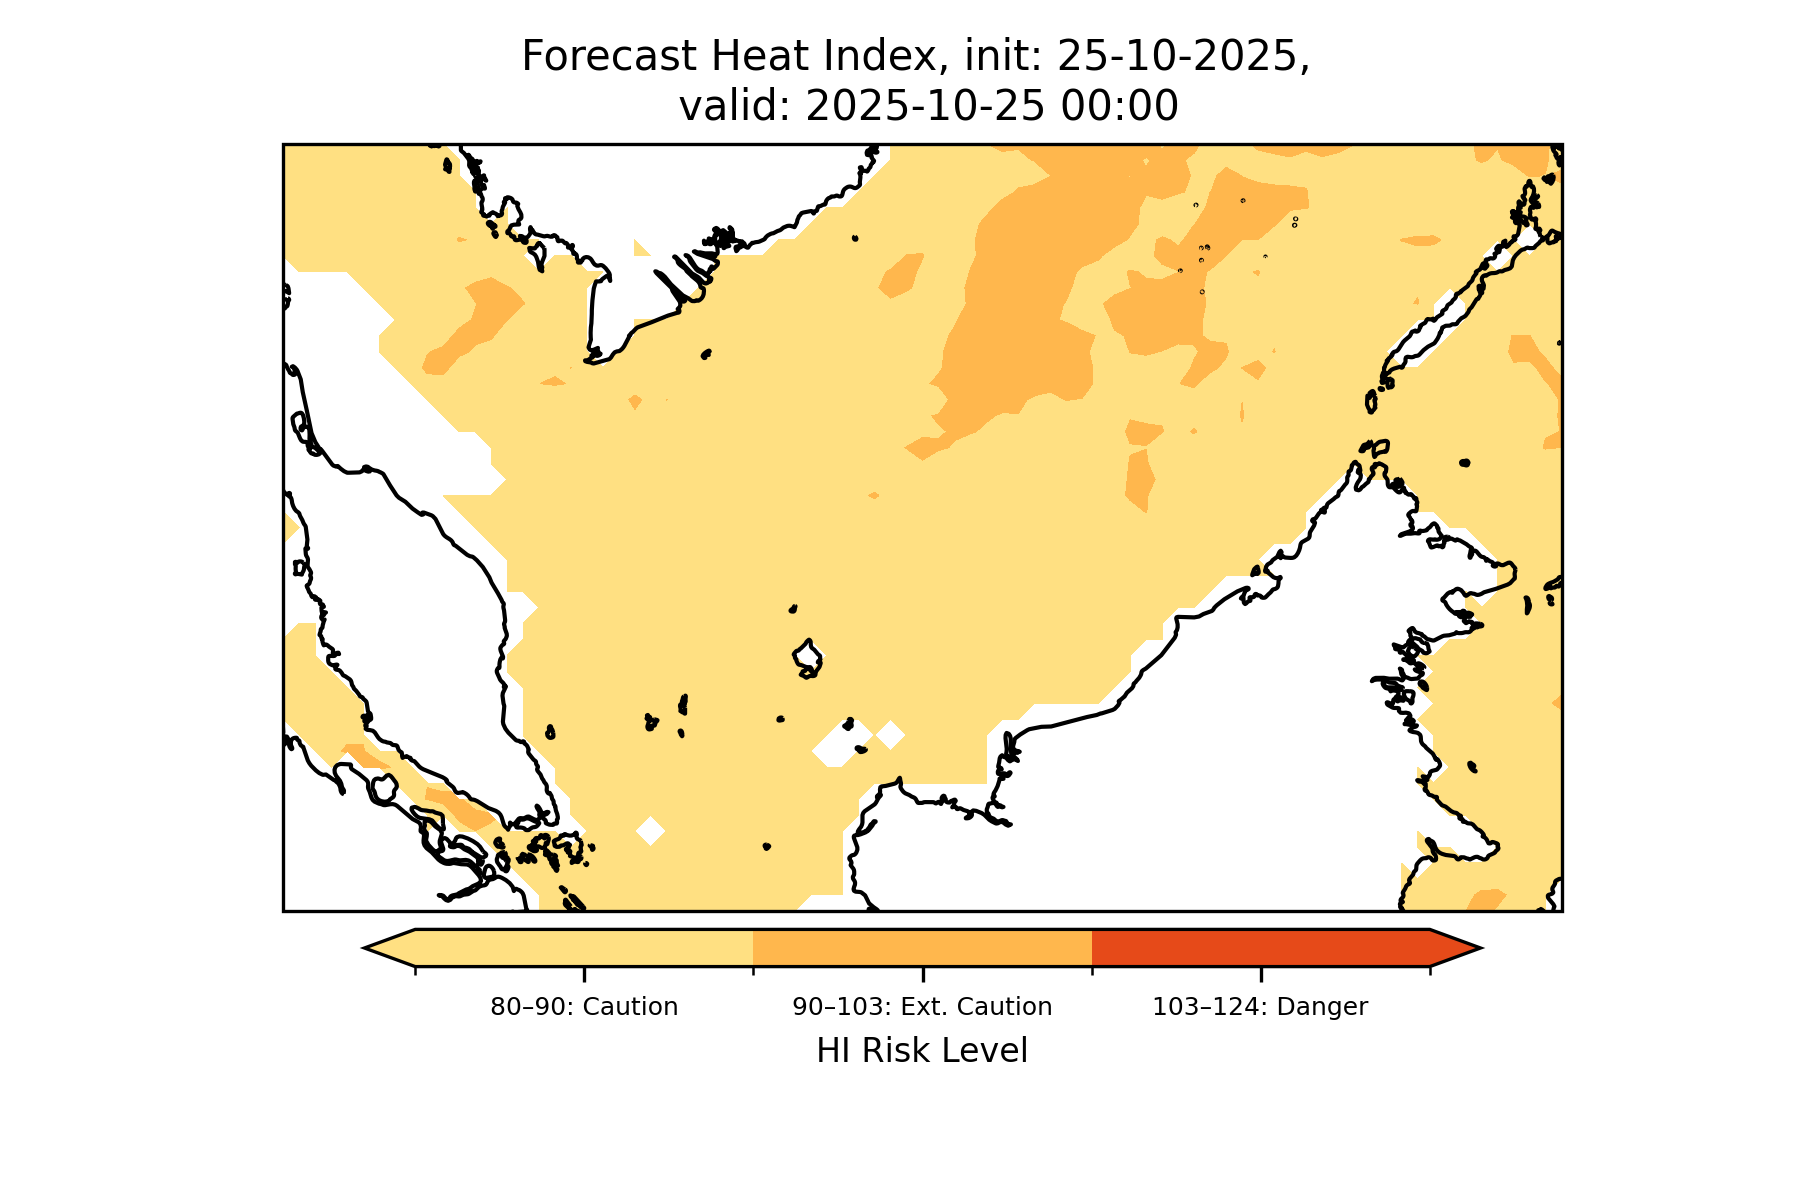 Forecast Heat Index, init: 25-10-2025,
valid: 2025-10-25 00:00
80–90: Caution
90–103: Ext. Caution
103–124: Danger
HI Risk Level